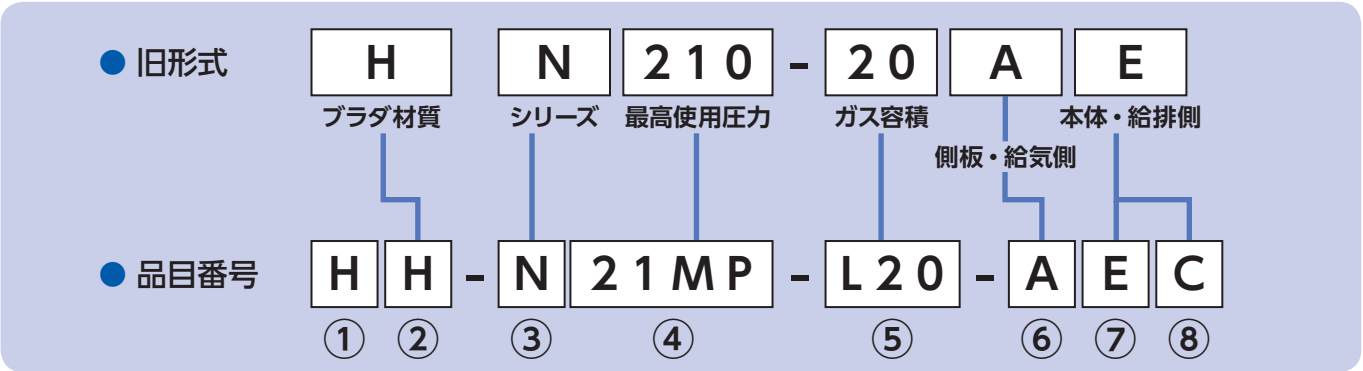 ● 旧形式 H N 210 - 20 A E
ブラダ材質 シリーズ 最高使用圧力 ガス容積 本体・給排側
側板・給気側
● 品目番号 H H - N 21MP - L20 - A E C
① ② ③ ④ ⑤ ⑥ ⑦ ⑧